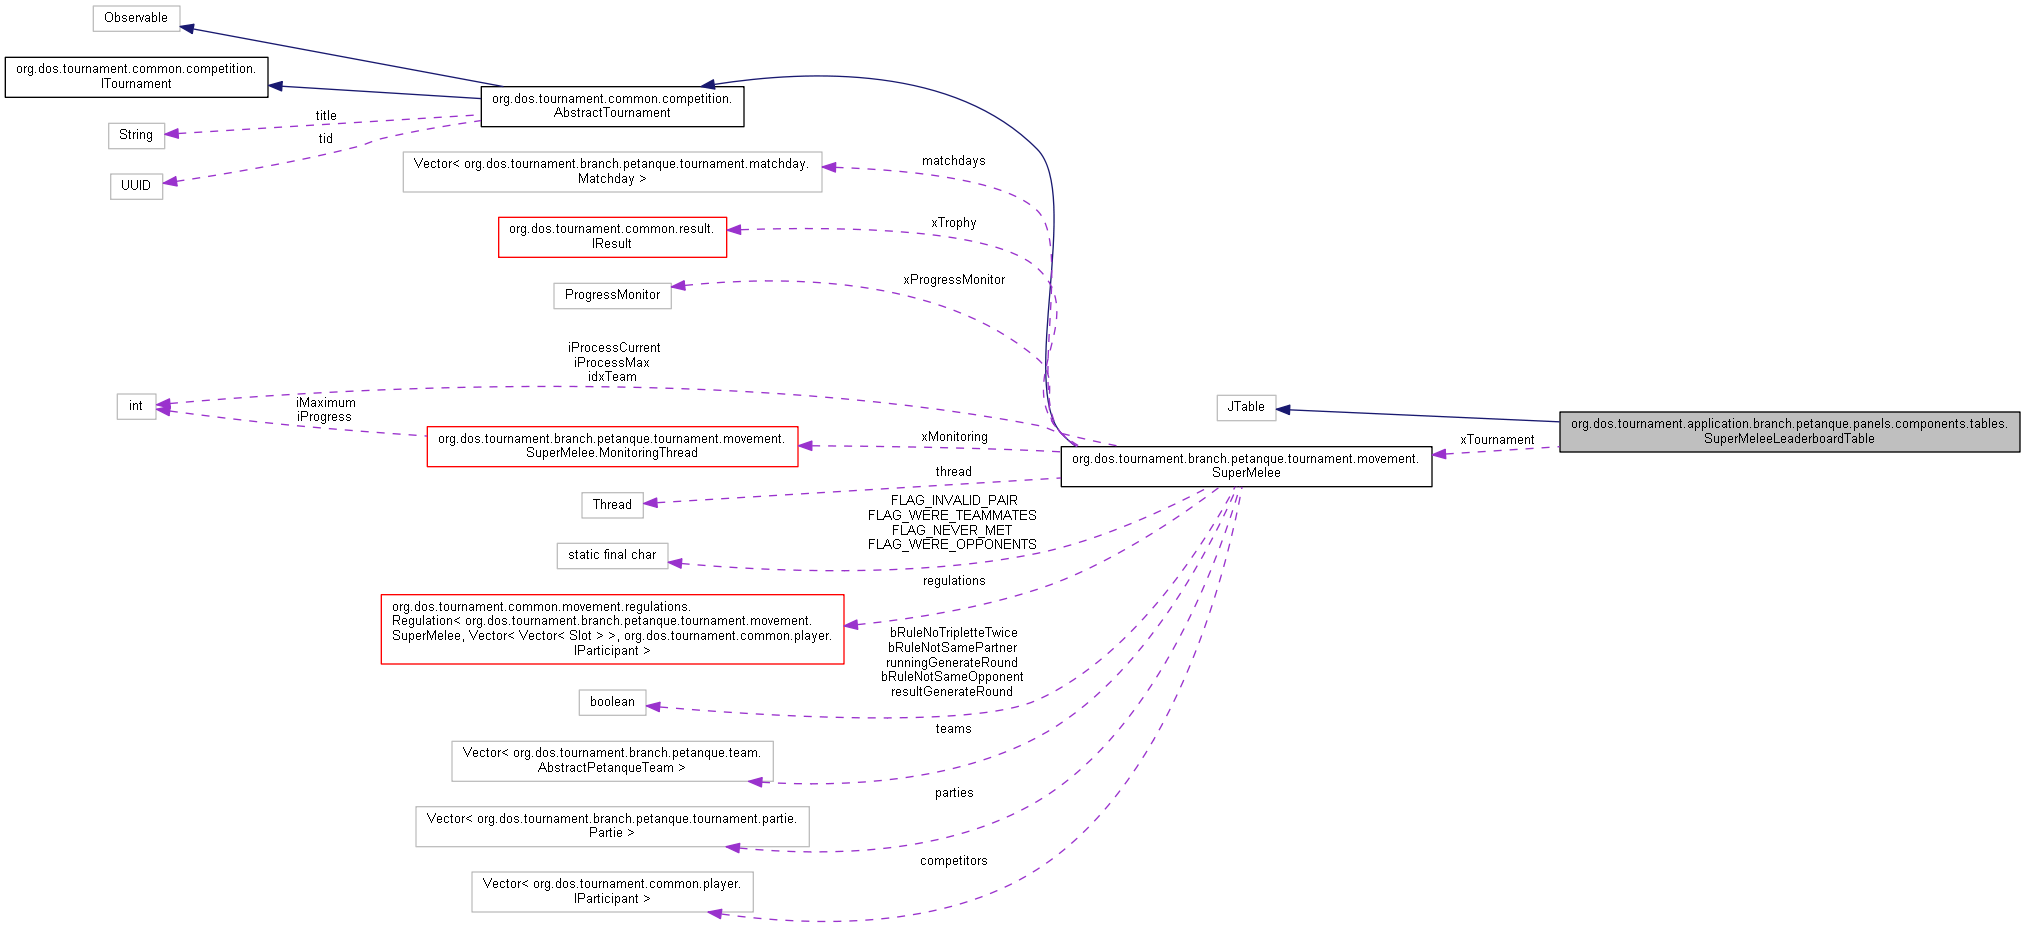 Observable
org.dos.tournament.common.competition.
ITournament
org.dos.tournament.common.competition.
AbstractTournament
title
String
tid
UUID
matchdays
Vector< org.dos.tournament.branch.petanque.tournament.matchday.
Matchday >
xTrophy
org.dos.tournament.common.result.
IResult
xProgressMonitor
ProgressMonitor
iProcessCurrent
iProcessMax
idxTeam
int
iMaximum
iProgress
JTable
org.dos.tournament.application.branch.petanque.panels.components.tables.
SuperMeleeLeaderboardTable
xTournament
org.dos.tournament.branch.petanque.tournament.movement.
SuperMelee.MonitoringThread
xMonitoring
org.dos.tournament.branch.petanque.tournament.movement.
SuperMelee
thread
Thread
FLAG_INVALID_PAIR
FLAG_WERE_TEAMMATES
FLAG_NEVER_MET
FLAG_WERE_OPPONENTS
static final char
regulations
org.dos.tournament.common.movement.regulations.
Regulation< org.dos.tournament.branch.petanque.tournament.movement.
SuperMelee, Vector< Vector< Slot > >, org.dos.tournament.common.player.
IParticipant >
bRuleNoTripletteTwice
bRuleNotSamePartner
runningGenerateRound
bRuleNotSameOpponent
resultGenerateRound
boolean
teams
Vector< org.dos.tournament.branch.petanque.team.
AbstractPetanqueTeam >
parties
Vector< org.dos.tournament.branch.petanque.tournament.partie.
Partie >
competitors
Vector< org.dos.tournament.common.player.
IParticipant >